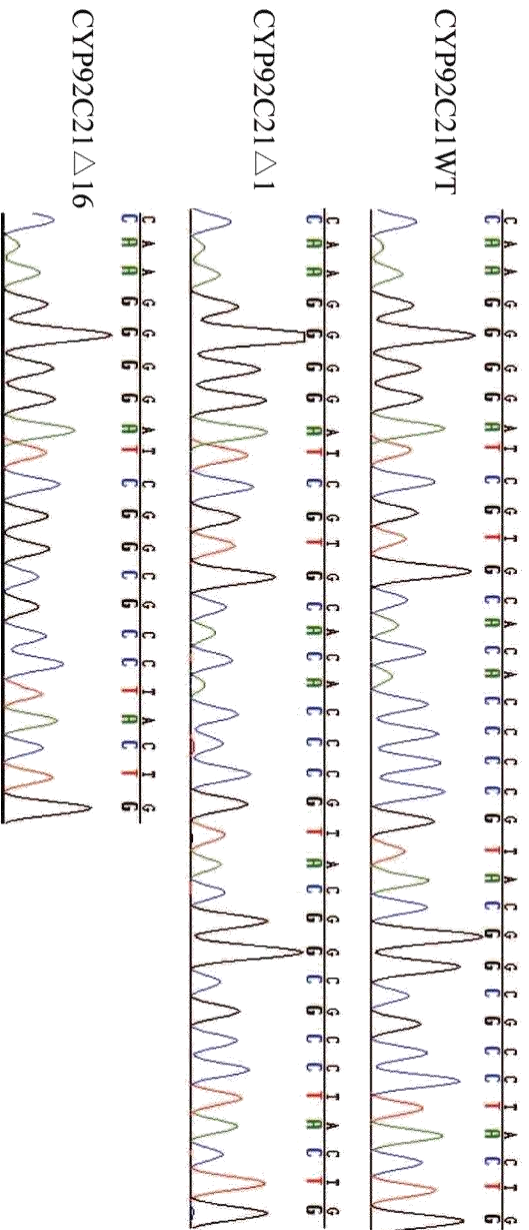 CYP92C21WT
C A A G G G G A T C G T G C A C A C C C C G T A C G G C G C C T A C T G
C A A G G G G A T C G T G C A C A C C C C G T A C G G C G C C T A C T G
CYP92C21△1
C A A G G G G A T C G T G C A C A C C C G T A C G G C G C C T A C T G
C A A G G G G A T C G T G C A C A C C C G T A C G G C G C C T A C T G
CYP92C21△16
C A A G G G G A T C G G C G C C T A C T G
C A A G G G G A T C G G C G C C T A C T G